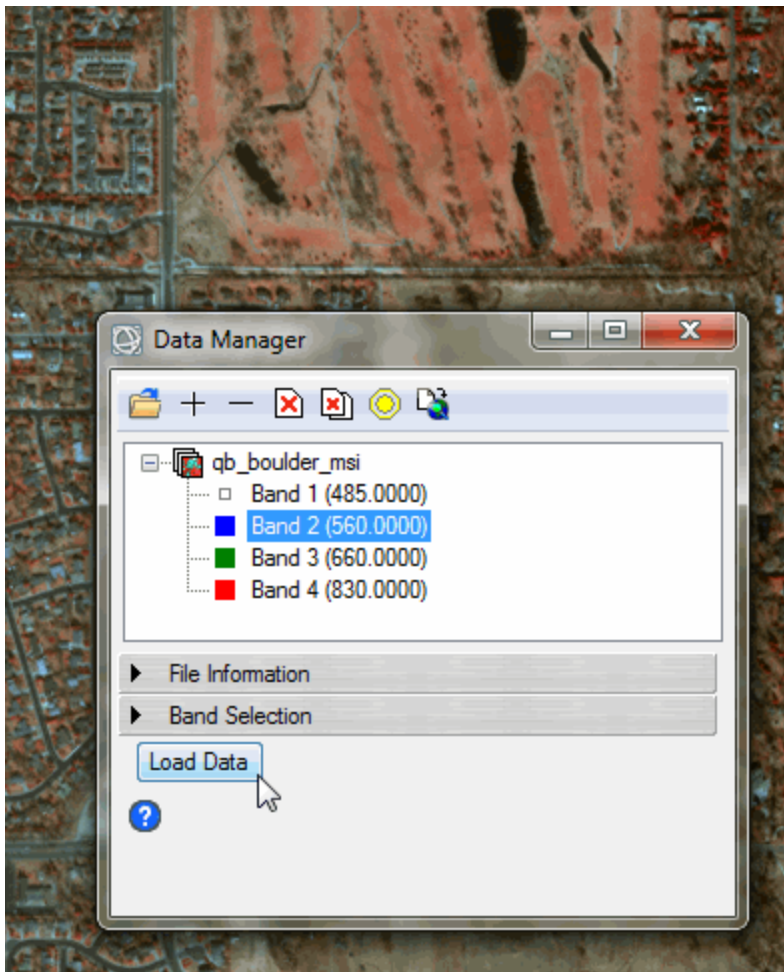 Data Manager
qb_boulder_msi
Band 1 (485.0000)
Band 2 (560.0000)
Band 3 (660.0000)
Band 4 (830.0000)
File Information
Band Selection
Load Data
?